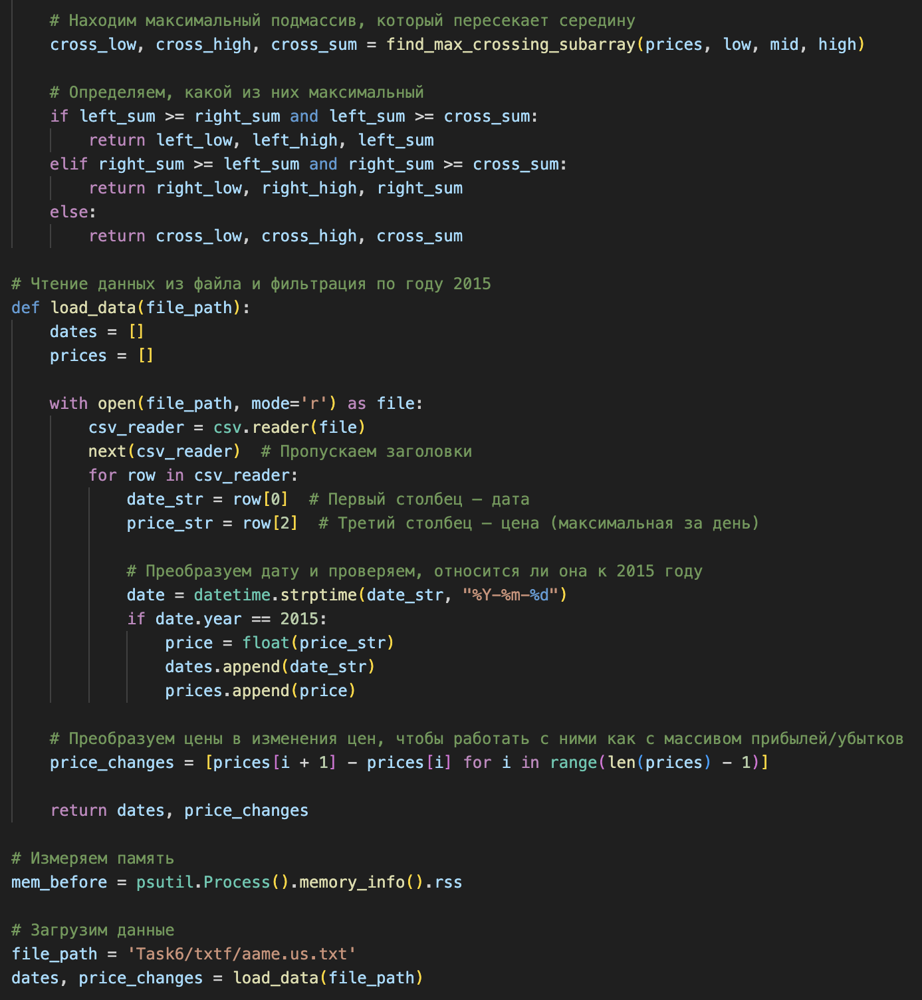 # Находим максимальный подмассив, который пересекает середину
cross_low, cross_high, cross_sum = find_max_crossing_subarray(prices, low, mid, high)
# Определяем, какой из них максимальный
if left_sum >= right_sum and left_sum >= cross_sum:
return left_low, left_high, left_sum
elif right_sum >= left_sum and right_sum >= cross_sum:
return right_low, right_high, right_sum
else:
return cross_low, cross_high, cross_sum
# Чтение данных из файла и фильтрация по году 2015
def load_data(file_path):
dates = []
prices = []
with open(file_path, mode='r') as file:
csv_reader = csv.reader(file)
next(csv_reader)  # Пропускаем заголовки
for row in csv_reader:
date_str = row[0]  # Первый столбец — дата
price_str = row[2]  # Третий столбец — цена (максимальная за день)
# Преобразуем дату и проверяем, относится ли она к 2015 году
date = datetime.strptime(date_str, "%Y-%m-%d")
if date.year == 2015:
price = float(price_str)
dates.append(date_str)
prices.append(price)
# Преобразуем цены в изменения цен, чтобы работать с ними как с массивом прибылей/убытков
price_changes = [prices[i + 1] - prices[i] for i in range(len(prices) - 1)]
return dates, price_changes
# Измеряем память
mem_before = psutil.Process().memory_info().rss
# Загрузим данные
file_path = 'Task6/txtf/aame.us.txt'
dates, price_changes = load_data(file_path)